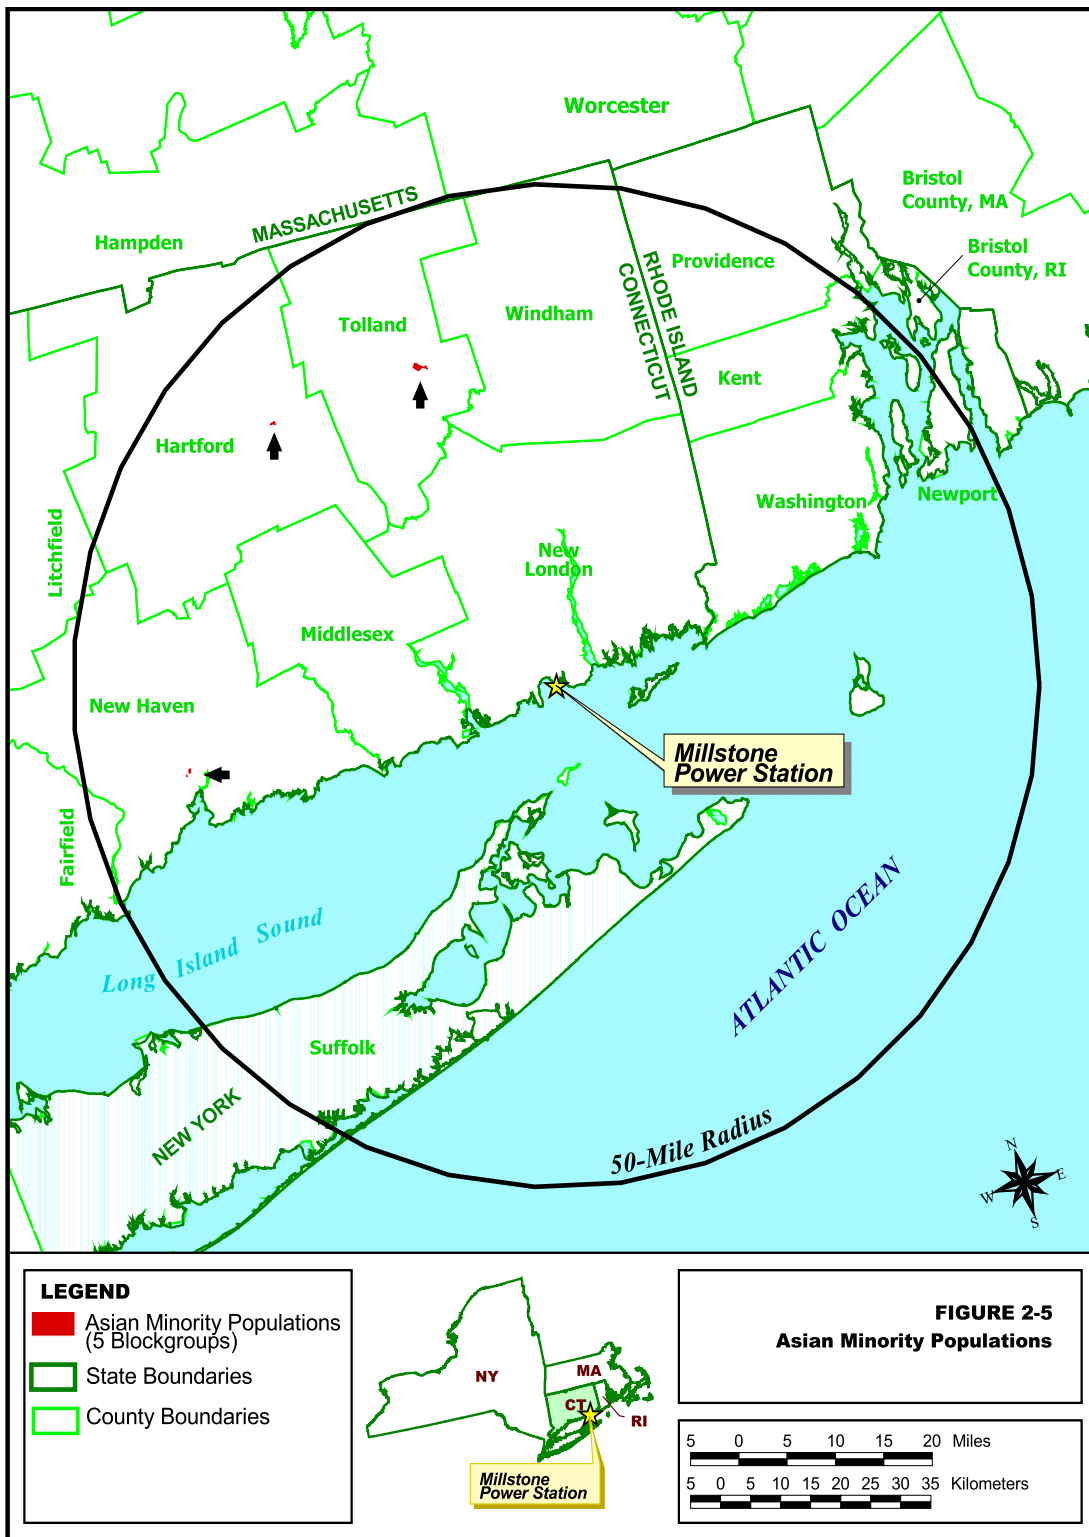 Worcester
Bristol
County, MA
MASSACHUSETTS
Hampden
Bristol
County, RI
Providence
RHODE ISLAND
CONNECTICUT
Windham
Tolland
Kent
Hartford
Washington
Newport
Litchfield
New
London
Middlesex
New Haven
Millstone
Power Station
Fairfield
Long Island Sound
ATLANTIC OCEAN
Suffolk
NEW YORK
50-Mile Radius
N
E
W
S
LEGEND
Asian Minority Populations
(5 Blockgroups)
State Boundaries
County Boundaries
NY
MA
CT
RI
Millstone
Power Station
FIGURE 2-5
Asian Minority Populations
5 0 5 10 15 20 Miles
5 0 5 10 15 20 25 30 35 Kilometers